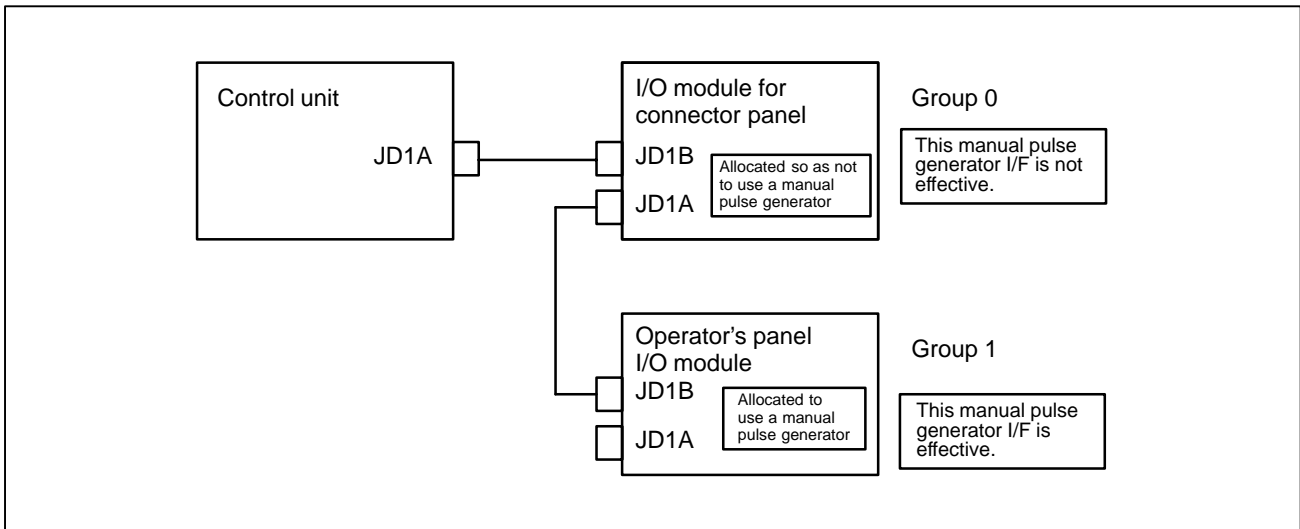 Control unit
JD1A
I/O module for
connector panel
JD1B
JD1A
Allocated so as not
to use a manual
pulse generator
Group 0
This manual pulse
generator I/F is not
effective.
Operator's panel
I/O module
JD1B
JD1A
Allocated to
use a manual
pulse generator
Group 1
This manual pulse
generator I/F is
effective.